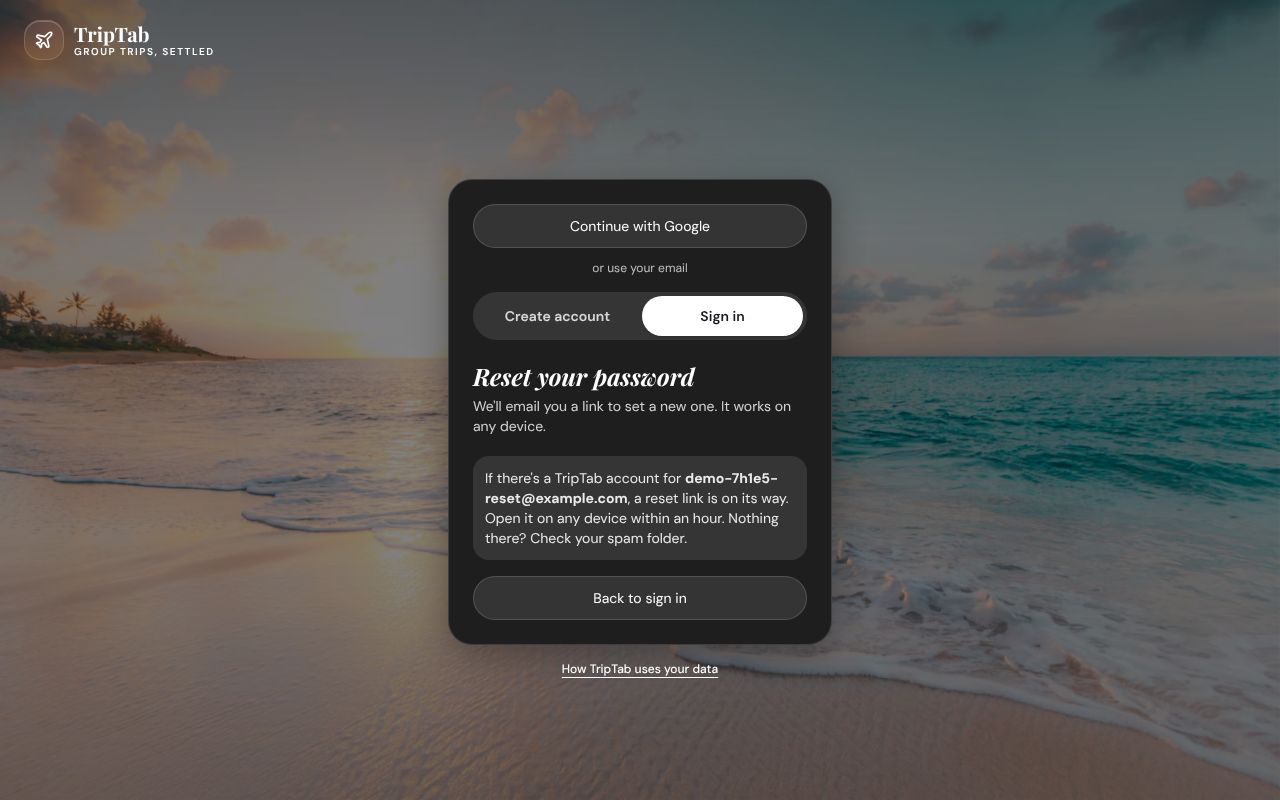 TripTab
GROUP TRIPS, SETTLED
Continue with Google
or use your email
Create account
Sign in
Reset your password
We'll email you a link to set a new one. It works on
any device.
If there's a TripTab account for demo-7h1e5-
reset@example.com, a reset link is on its way.
Open it on any device within an hour. Nothing
there? Check your spam folder.
Back to sign in
How TripTab uses your data